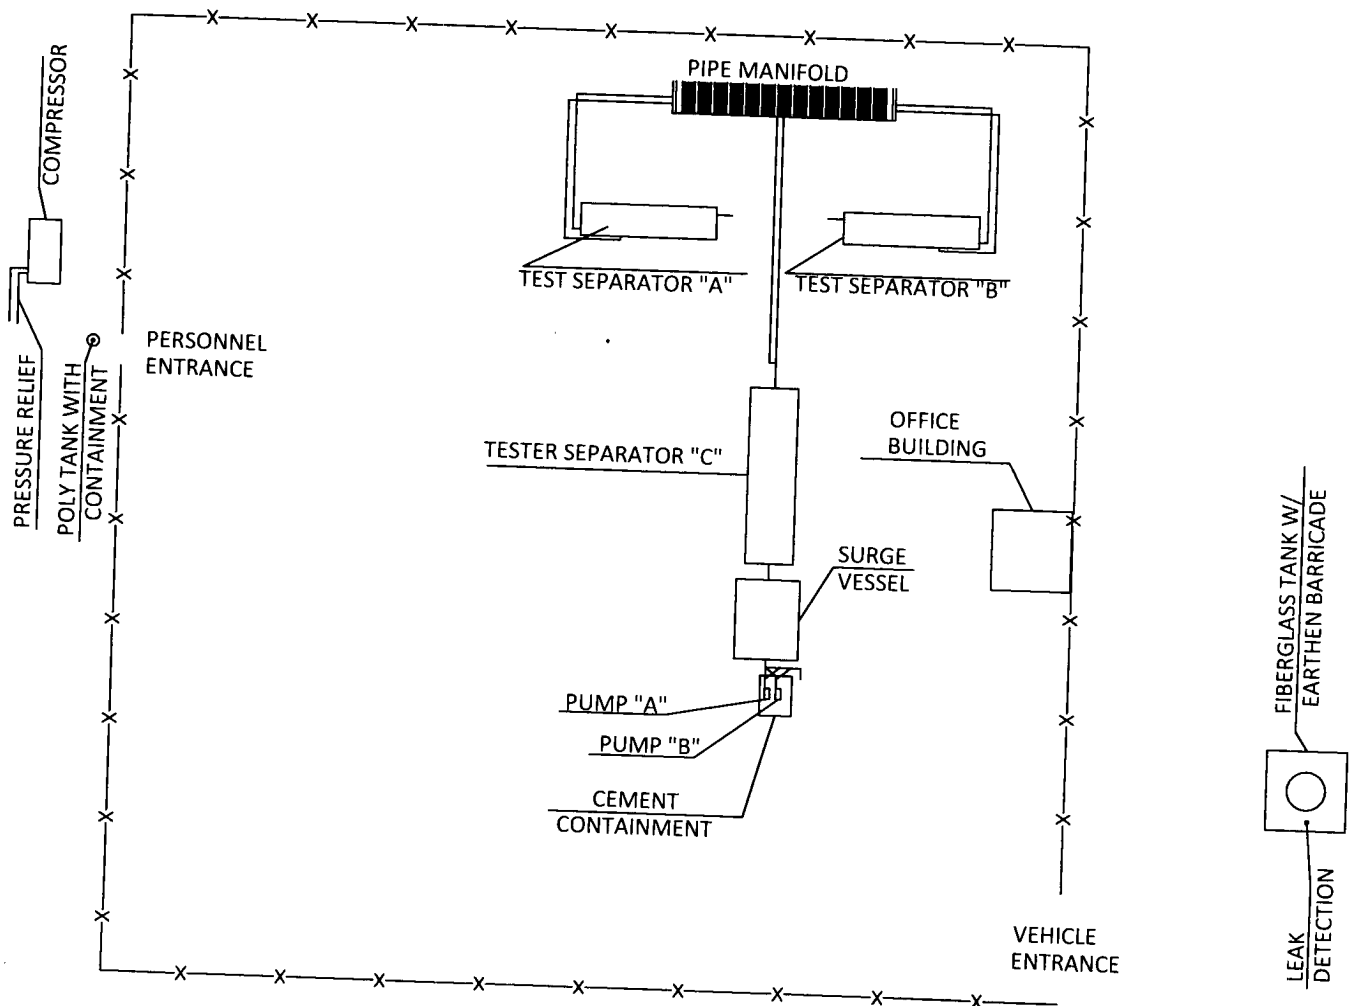 PIPE MANIFOLD
COMPRESSOR
TEST SEPARATOR "A"
TEST SEPARATOR "B"
PERSONNEL
ENTRANCE
PRESSURE RELIEF
POLY TANK WITH
CONTAINMENT
TESTER SEPARATOR "C"
OFFICE
BUILDING
SURGE
VESSEL
FIBERGLASS TANK W/
EARTHEN BARRICADE
PUMP "A"
PUMP "B"
CEMENT
CONTAINMENT
VEHICLE
ENTRANCE
LEAK
DETECTION